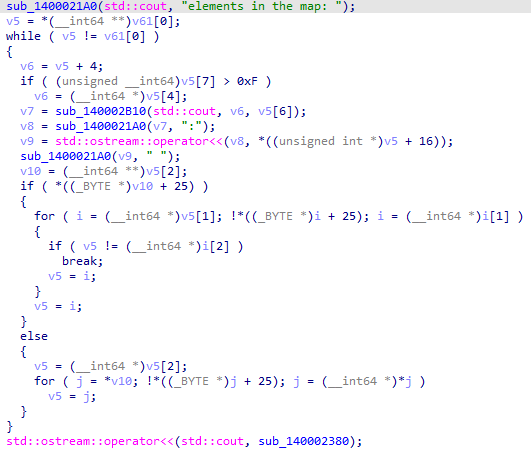 sub_1400021A0(std::cout, "elements in the map: ");
v5 = *(__int64 **)v61[0];
while ( v5 != v61[0] )
{
v6 = v5 + 4;
if ( (unsigned __int64)v5[7] > 0xF )
v6 = (__int64 *)v5[4];
v7 = sub_140002B10(std::cout, v6, v5[6]);
v8 = sub_1400021A0(v7, ":");
v9 = std::ostream::operator<<(v8, *((unsigned int *)v5 + 16));
sub_1400021A0(v9, " ");
v10 = (__int64 **)v5[2];
if ( *((_BYTE *)v10 + 25) )
{
for ( i = (__int64 *)v5[1]; !*((_BYTE *)i + 25); i = (__int64 *)i[1] )
{
if ( v5 != (__int64 *)i[2] )
break;
v5 = i;
}
v5 = i;
}
else
{
v5 = (__int64 *)v5[2];
for ( j = *v10; !*((_BYTE *)j + 25); j = (__int64 *)*j )
v5 = j;
}
}
std::ostream::operator<<(std::cout, sub_140002380);